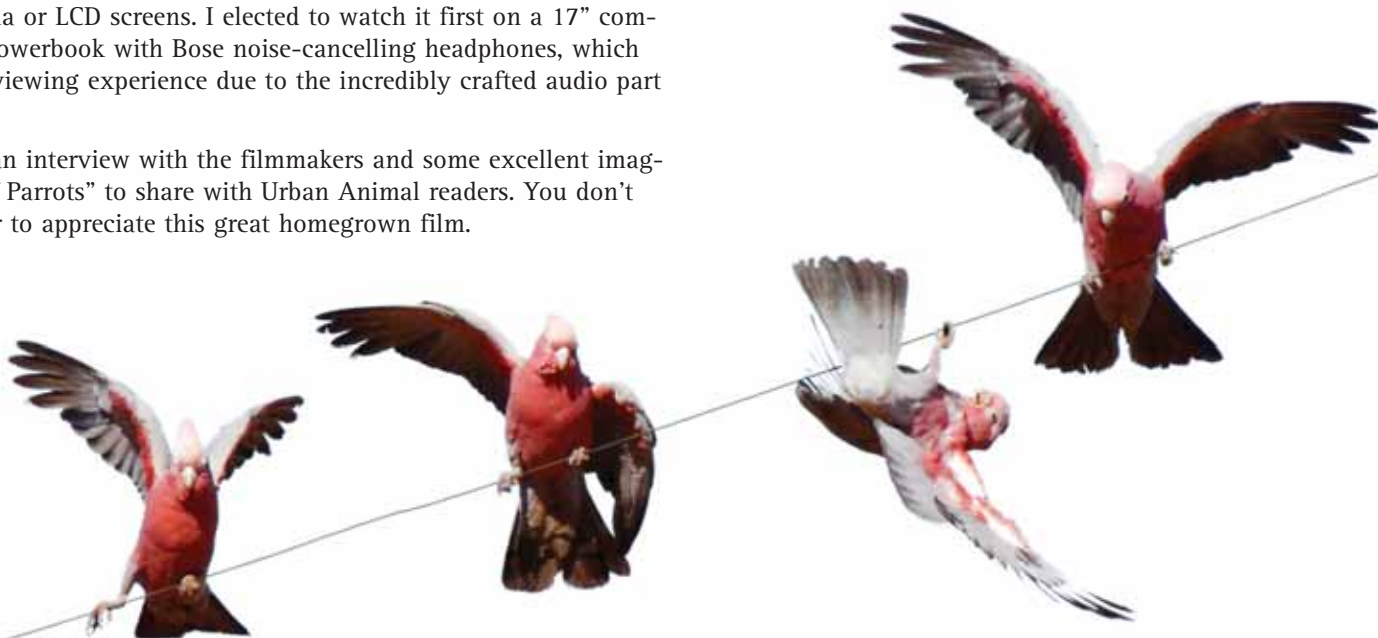 a or LCD screens. I elected to watch it first on a 17” com-
owerbook with Bose noise-cancelling headphones, which
viewing experience due to the incredibly crafted audio part
an interview with the filmmakers and some excellent imag-
Parrots” to share with Urban Animal readers. You don’t
r to appreciate this great homegrown film.